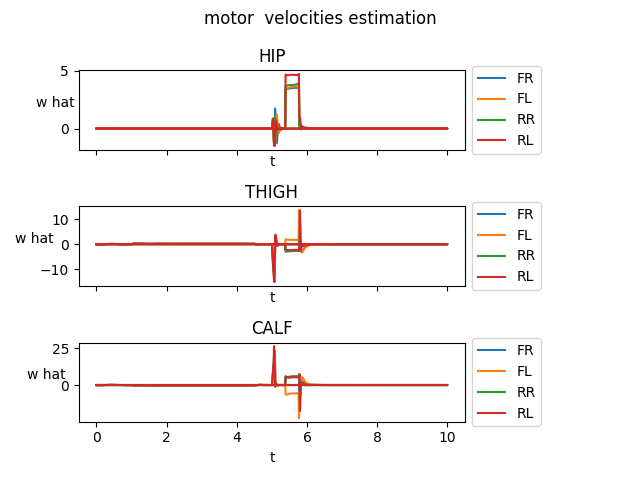 motor  velocities estimation
HIP
5
0
w hat
t
FR
FL
RR
RL
THIGH
10
0
−10
w hat
t
FR
FL
RR
RL
CALF
25
0
w hat
0 2 4 6 8 10
t
FR
FL
RR
RL